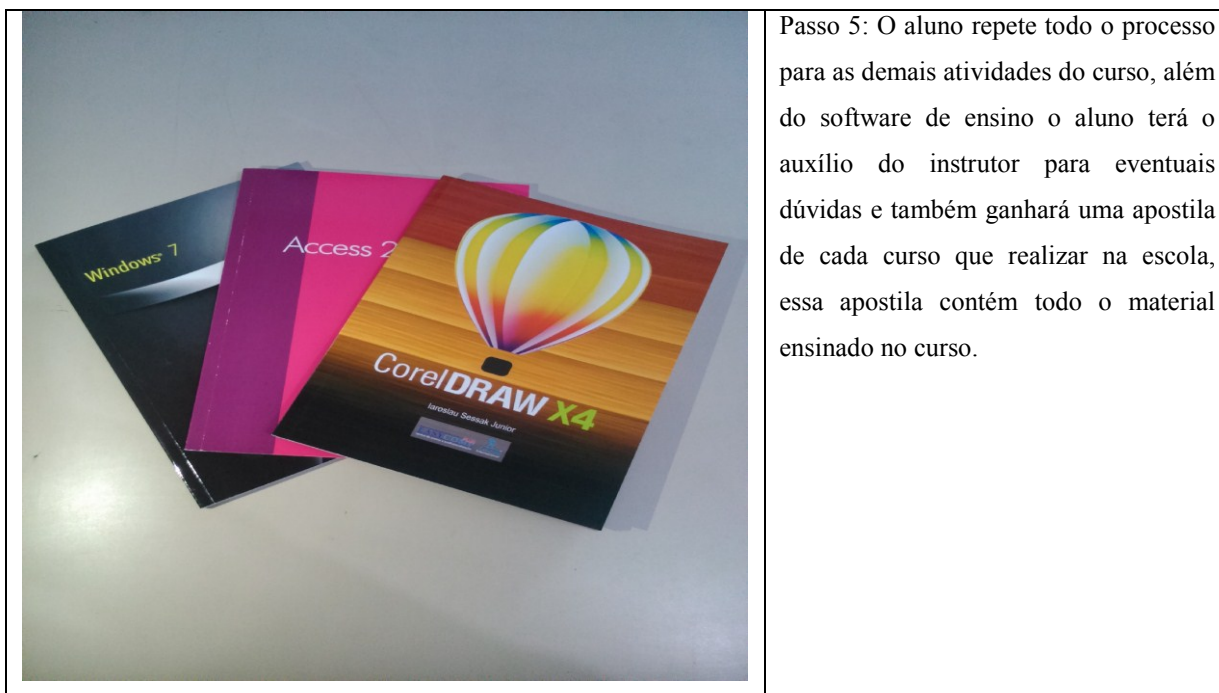 Passo 5: O aluno repete todo o processo
para as demais atividades do curso, além
do software de ensino o aluno terá o
auxílio do instrutor para eventuais
dúvidas e também ganhará uma apostila
de cada curso que realizar na escola,
essa apostila contém todo o material
ensinado no curso.
Windows 7
Access 2
CorelDRAW X4
Iaroslau Sessak Junior